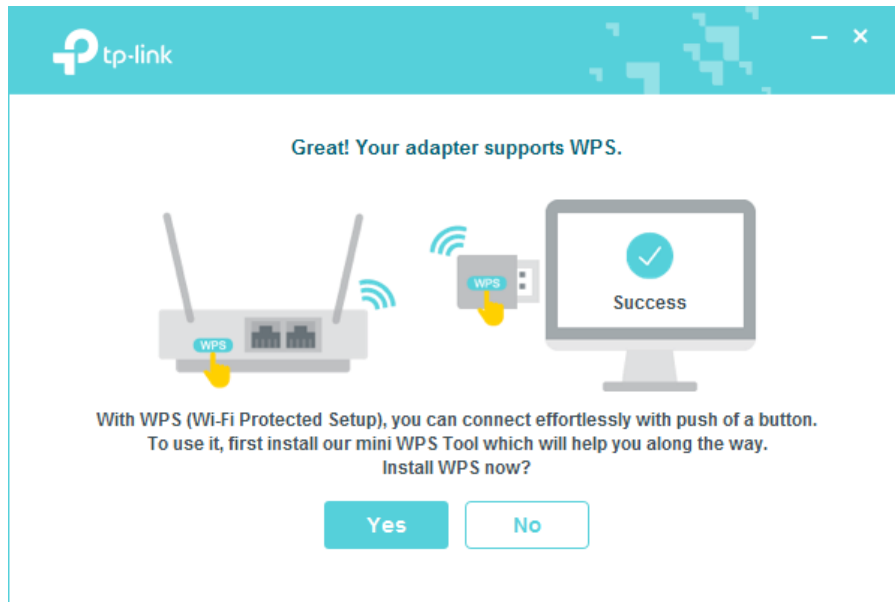 tp-link
Great! Your adapter supports WPS.
WPS
WPS
Success
With WPS (Wi-Fi Protected Setup), you can connect effortlessly with push of a button.
To use it, first install our mini WPS Tool which will help you along the way.
Install WPS now?
Yes
No